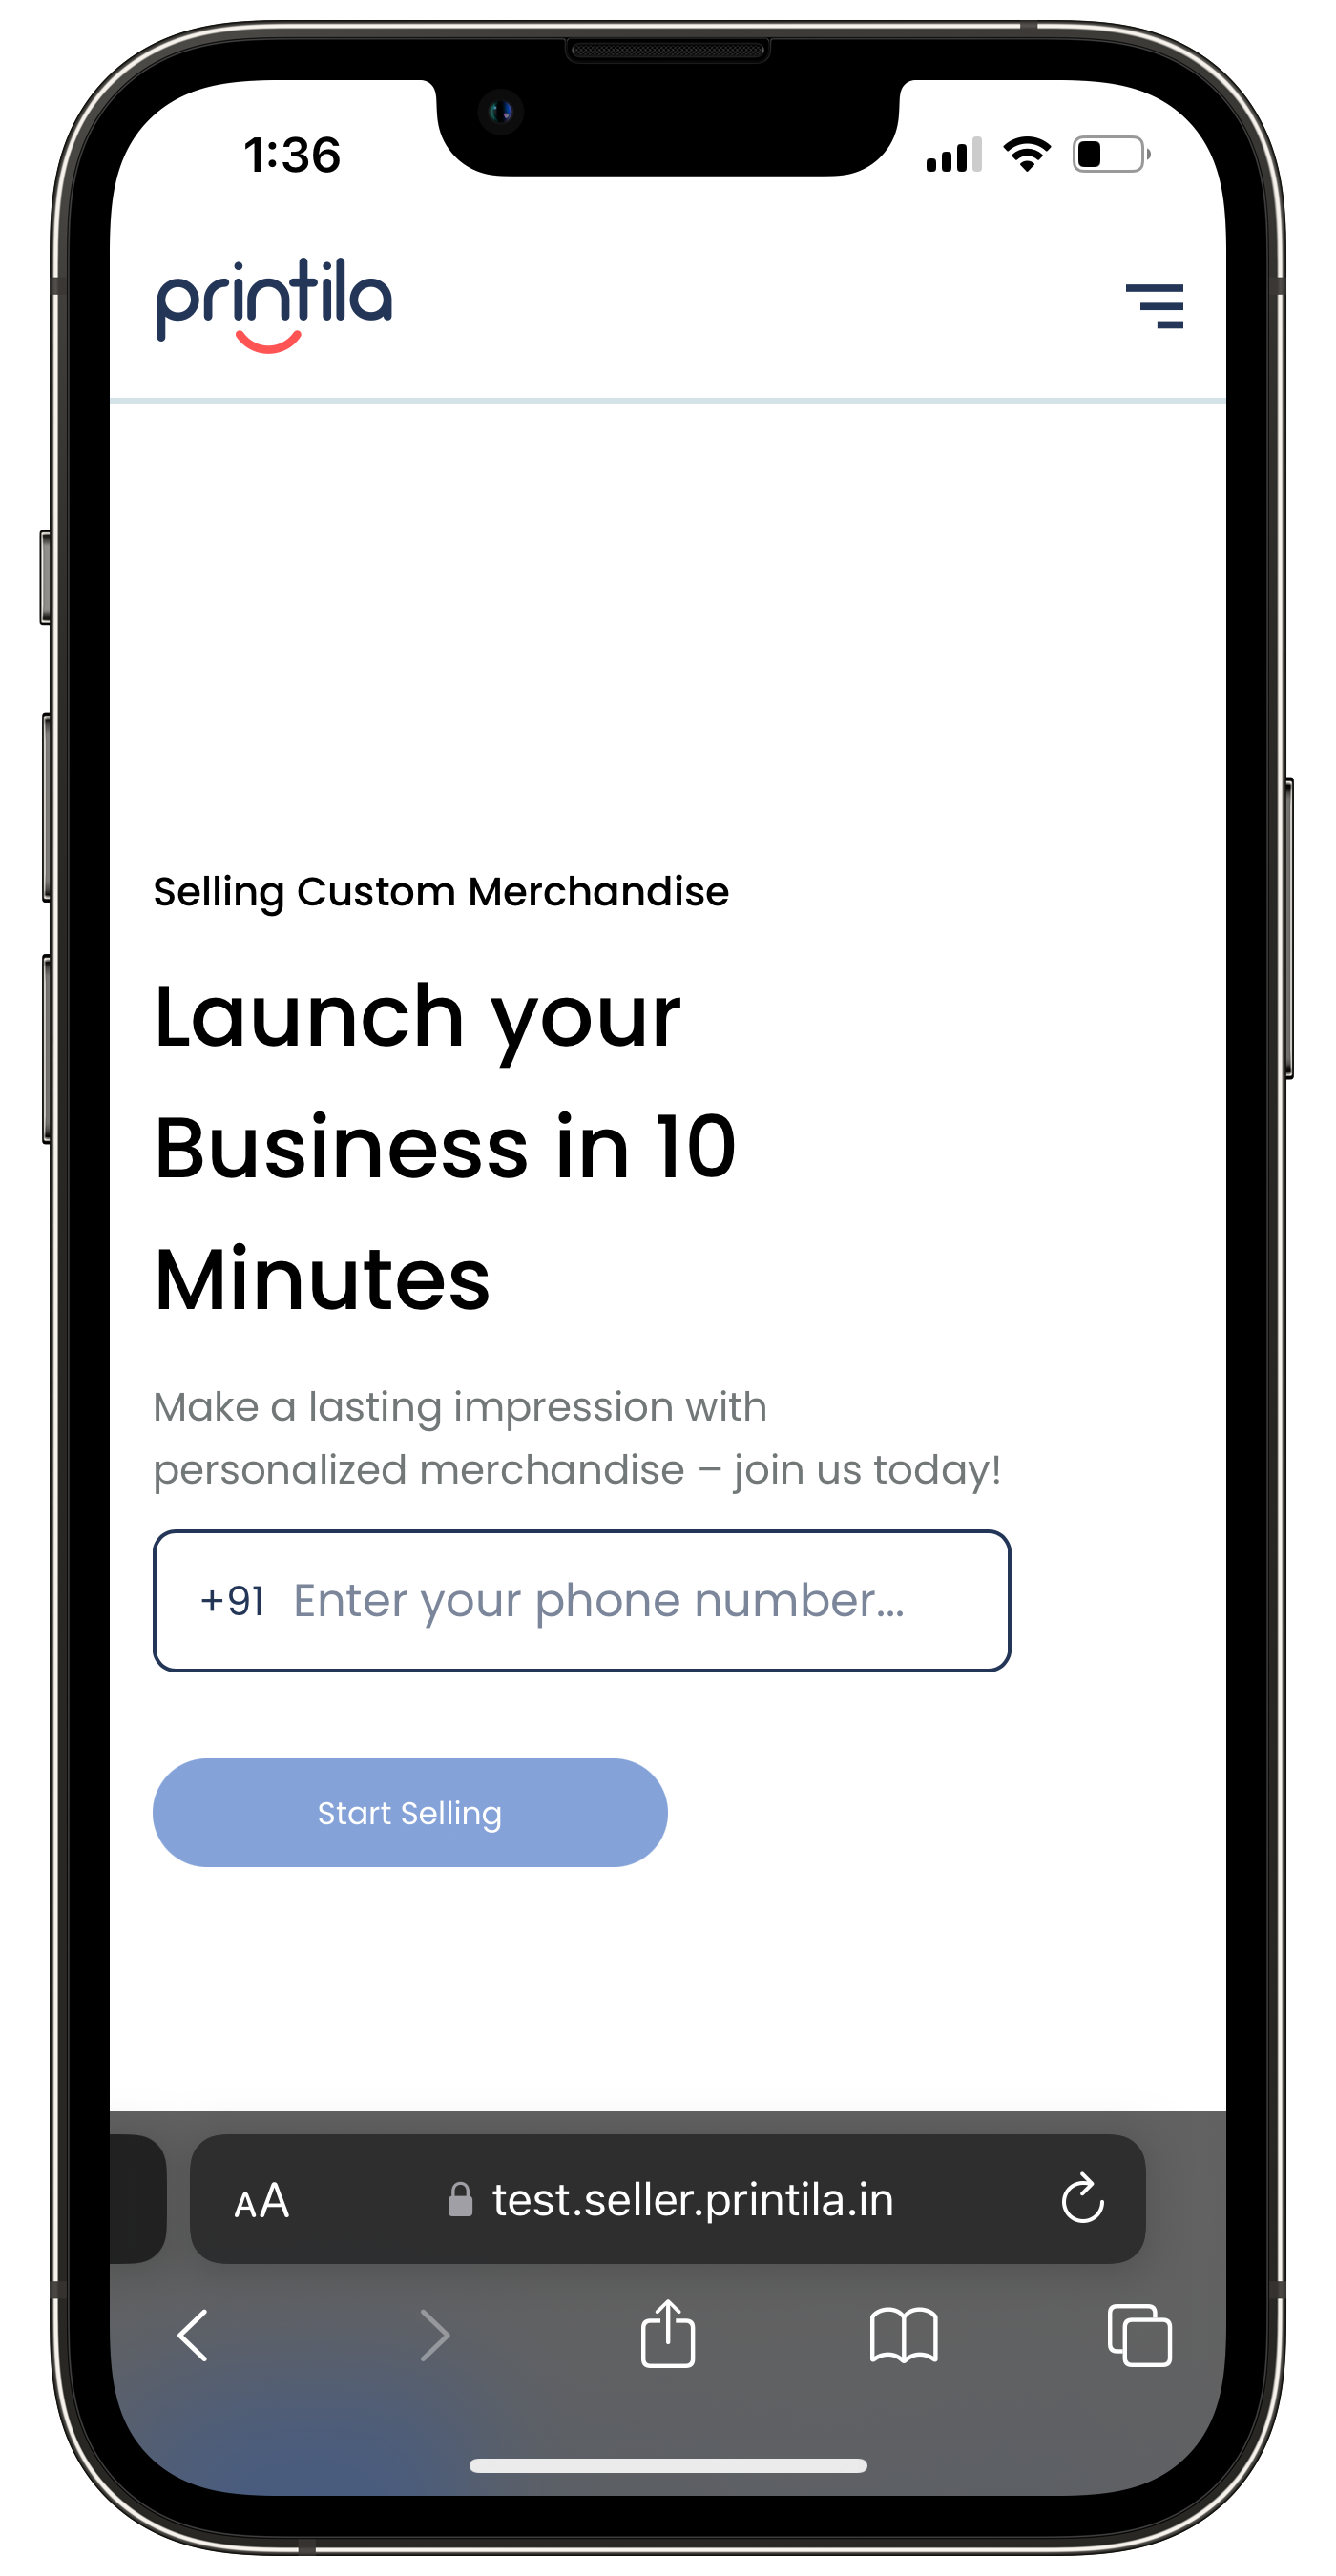 1:36
printila
Selling Custom Merchandise
Launch your
Business in 10
Minutes
Make a lasting impression with
personalized merchandise – join us today!
+91 Enter your phone number...
Start Selling
AA test.seller.printila.in